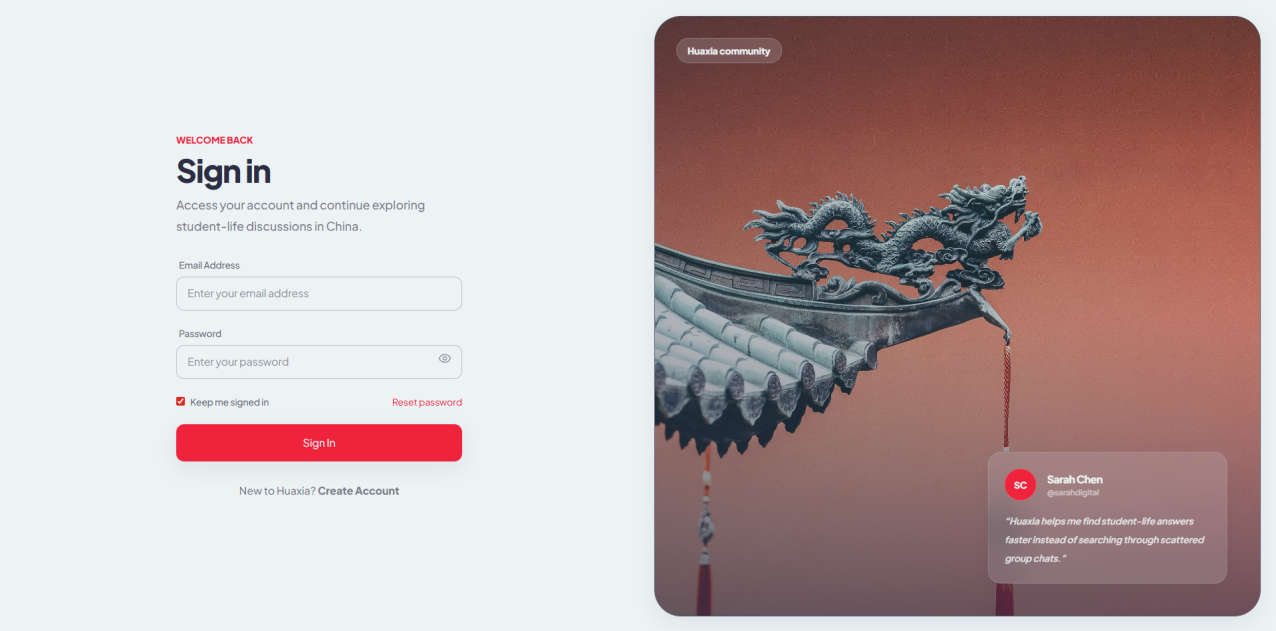 WELCOME BACK
Sign in
Access your account and continue exploring
student-life discussions in China.
Email Address
Enter your email address
Password
Enter your password
Keep me signed in
Reset password
Sign In
New to Huaxia? Create Account
Huaxia community
SC
Sarah Chen
@sarahdigital
"Huaxia helps me find student-life answers
faster instead of searching through scattered
group chats."